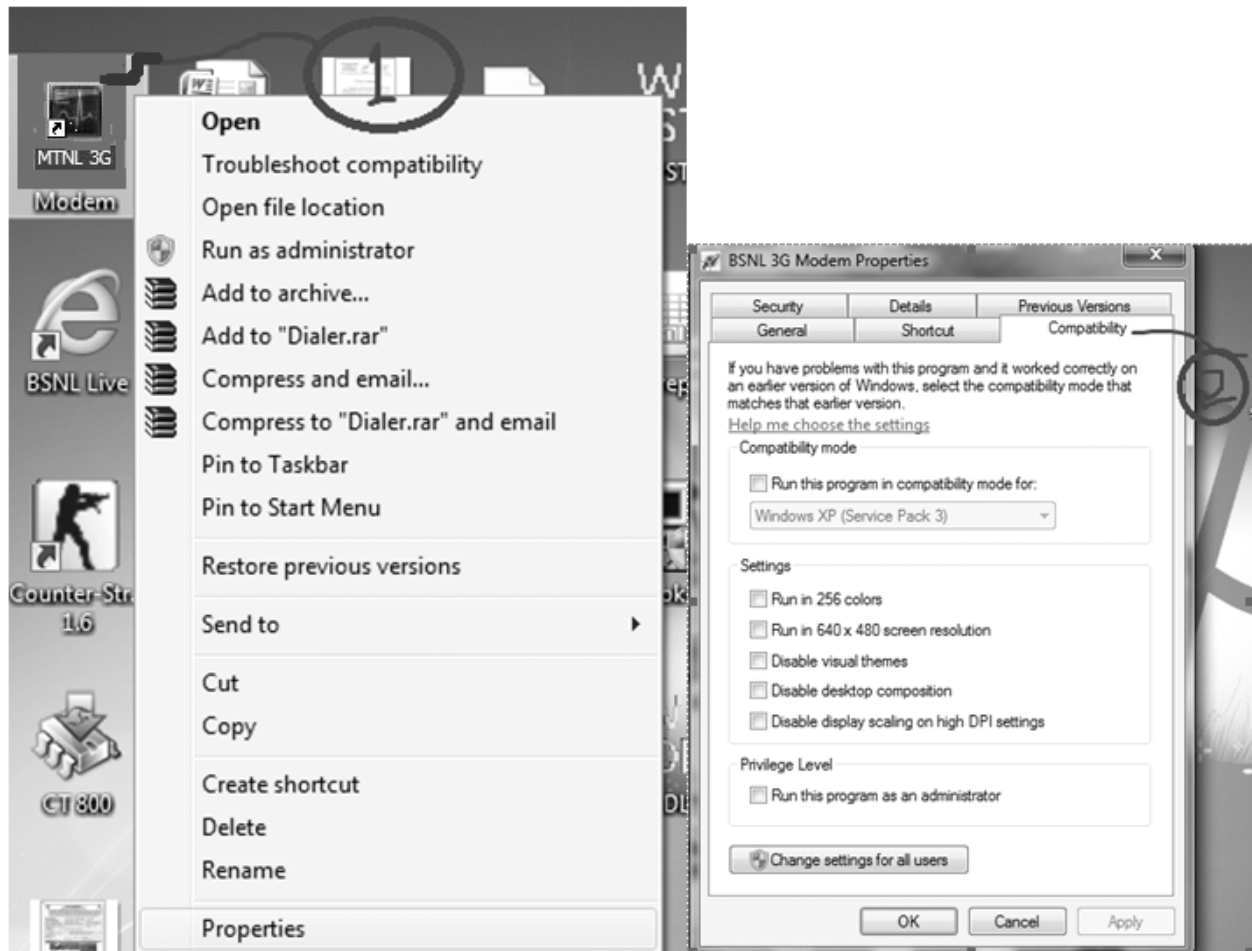 1
MTNL 3G
Modem
BSNL Live
Counter-Str
1.6
CT 800
W
ST
Open
Troubleshoot compatibility
Open file location
Run as administrator
Add to archive...
Add to "Dialer.rar"
Compress and email...
Compress to "Dialer.rar" and email
Pin to Taskbar
Pin to Start Menu
Restore previous versions
Send to
Cut
Copy
Create shortcut
Delete
Rename
Properties
BSNL 3G Modem Properties
x
Security Details Previous Versions
General Shortcut Compatibility
2
If you have problems with this program and it worked correctly on
an earlier version of Windows, select the compatibility mode that
matches that earlier version.
Help me choose the settings
Compatibility mode
Run this program in compatibility mode for:
Windows XP (Service Pack 3)
Settings
Run in 256 colors
Run in 640 x 480 screen resolution
Disable visual themes
Disable desktop composition
Disable display scaling on high DPI settings
Privilege Level
Run this program as an administrator
Change settings for all users
OK Cancel Apply